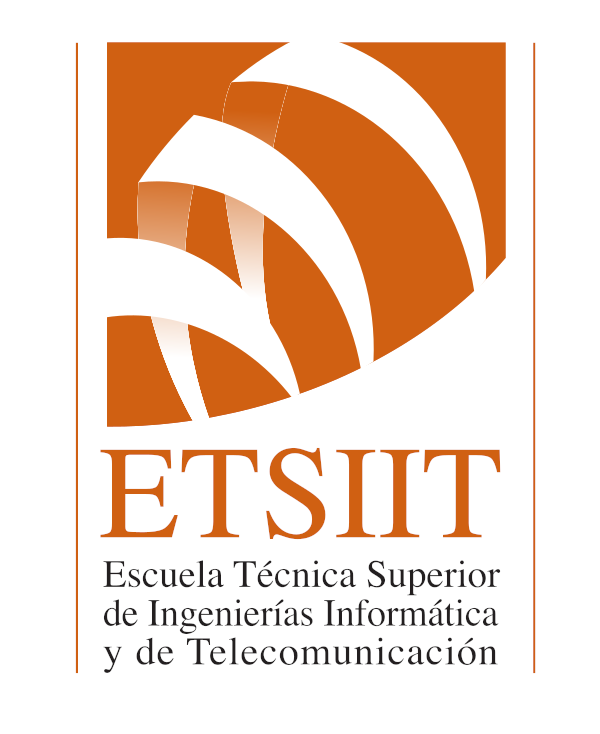 ETSIIT
Escuela Técnica Superior
de Ingenierías Informática
y de Telecomunicación